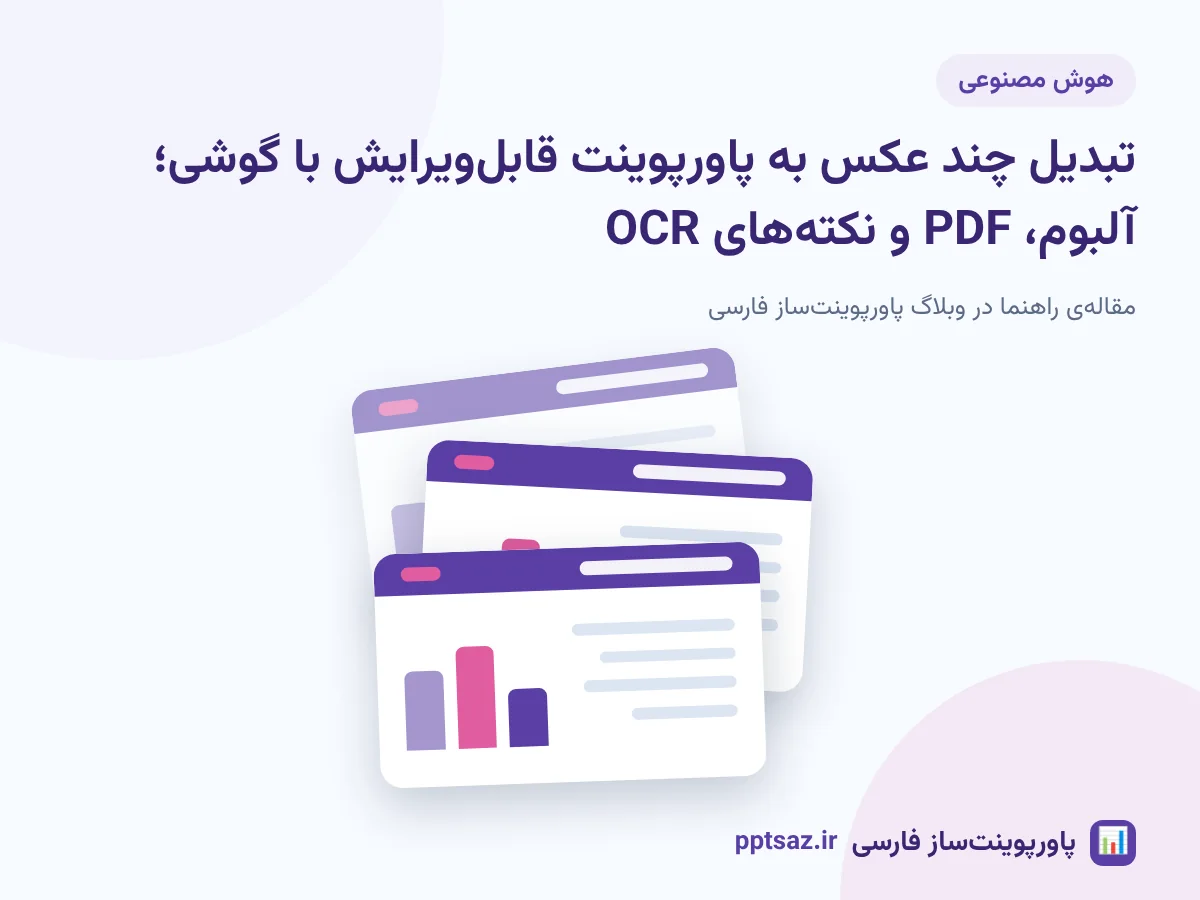 هوش مصنوعی
تبدیل چند عکس به پاورپوینت قابل‌ویرایش با گوشی؛
آلبوم، PDF و نکته‌های OCR
مقاله‌ی راهنما در وبلاگ پاورپوینت‌ساز فارسی
پاورپوینت‌ساز فارسی pptsaz.ir